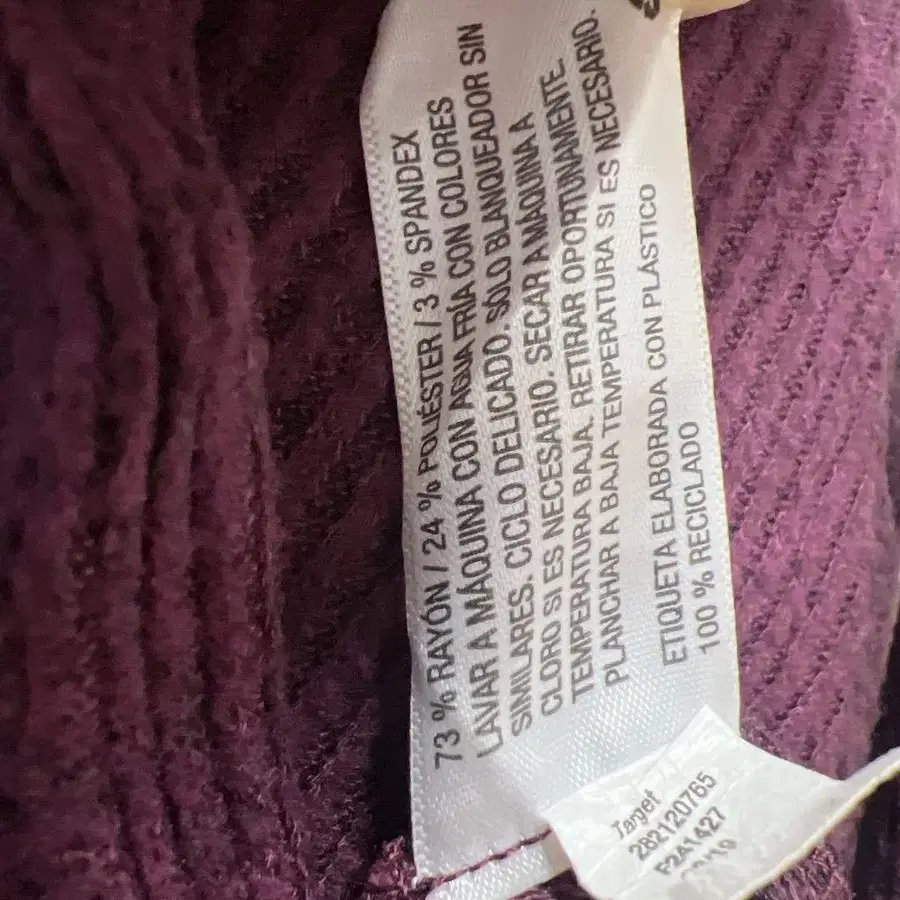 73 % RAYÓN / 24 % POLIÉSTER / 3 % SPANDEX
LAVAR A MÁQUINA CON AGUA FRÍA CON COLORES
SIMILARES. CICLO DELICADO. SÓLO BLANQUEADOR SIN
CLORO SI ES NECESARIO. SECAR A MÁQUINA A
TEMPERATURA BAJA. RETIRAR OPORTUNAMENTE.
PLANCHAR A BAJA TEMPERATURA SI ES NECESARIO.
ETIQUETA ELABORADA CON PLÁSTICO
100 % RECICLADO
Target
282120765
F2A1427